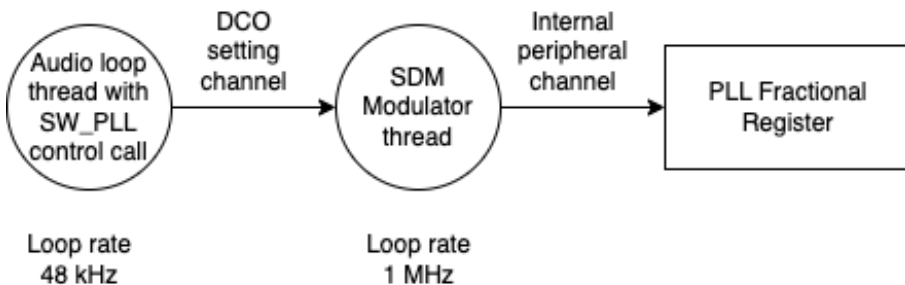 Audio loop
thread with
SW_PLL
control call
DCO
setting
channel
SDM
Modulator
thread
Internal
peripheral
channel
PLL Fractional
Register
Loop rate
48 kHz
Loop rate
1 MHz